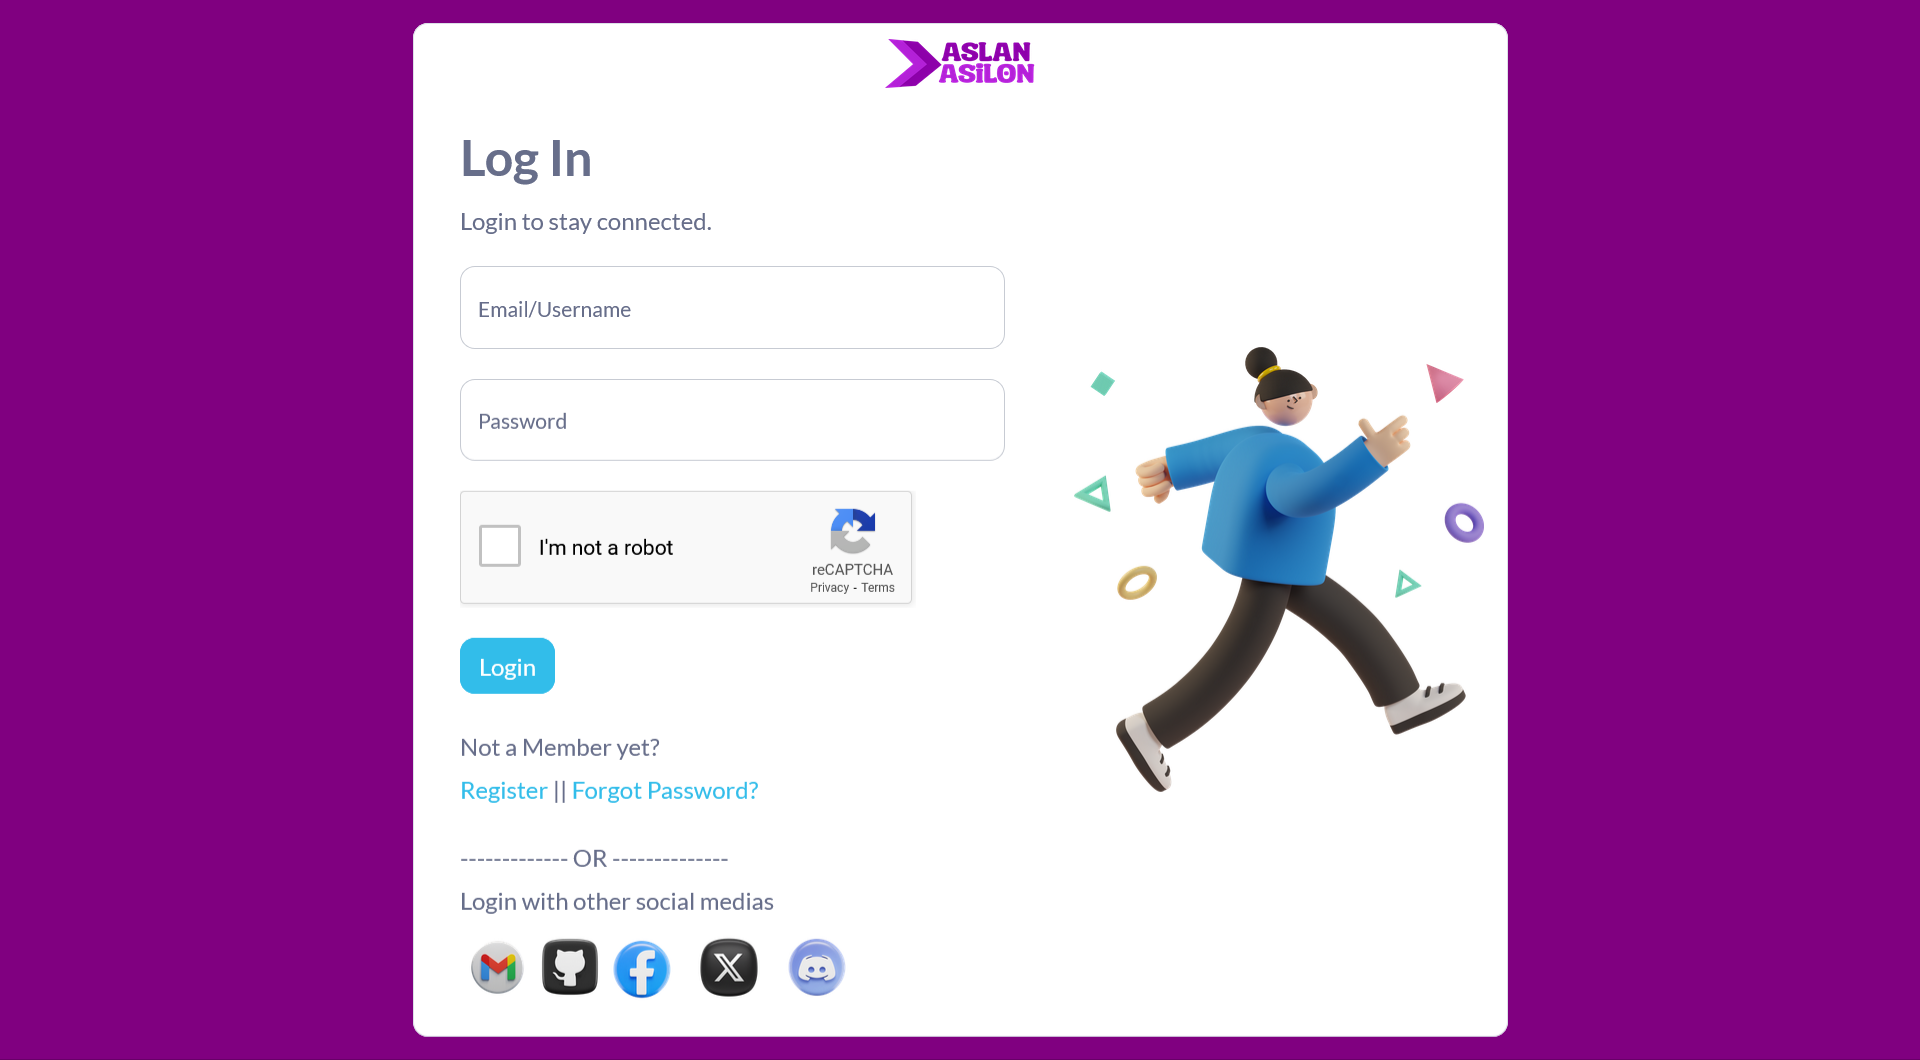 ASLAN
ASiLON
Log In
Login to stay connected.
Email/Username
Password
I'm not a robot
reCAPTCHA
Privacy - Terms
Login
Not a Member yet?
Register || Forgot Password?
------------- OR --------------
Login with other social medias